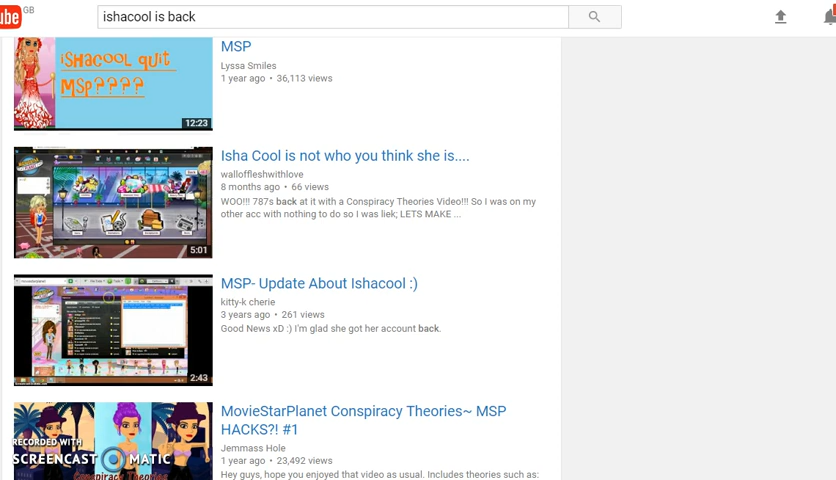 ube GB
ishacool is back
iSHACOOL QUIT
MSP????
12:23
MSP
Lyssa Smiles
1 year ago • 36,113 views
5:01
Isha Cool is not who you think she is....
walloffleshwithlove
8 months ago • 66 views
WOO!!! 787s back at it with a Conspiracy Theories Video!!! So I was on my
other acc with nothing to do so I was liek; LETS MAKE ...
2:43
MSP- Update About Ishacool :)
kitty-k cherie
3 years ago • 261 views
Good News xD :) I'm glad she got her account back.
RECORDED WITH
SCREENCAST MATIC
Conspiracy Theories
MovieStarPlanet Conspiracy Theories~ MSP
HACKS?! #1
Jemmass Hole
1 year ago • 23,492 views
Hey guys, hope you enjoyed that video as usual. Includes theories such as: